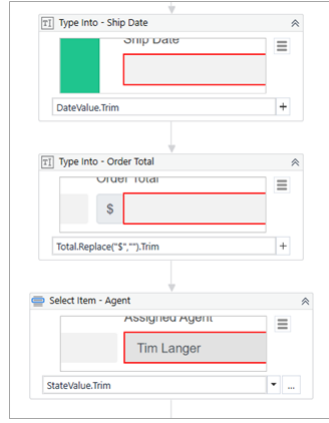 Type Into - Ship Date
Ship Date
DateValue.Trim
Type Into - Order Total
Order Total
$
Total.Replace("$","").Trim
Select Item - Agent
Assigned Agent
Tim Langer
StateValue.Trim
...